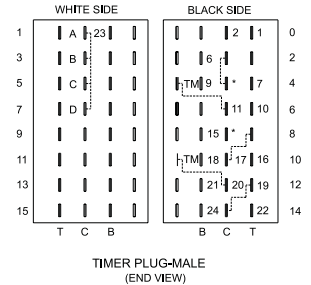 WHITE SIDE BLACK SIDE
1 A 23 2 1 0
3 B 6 2
5 C TM 9 * 7 4
7 D 11 10 6
9 15 * 8
11 TM 18 17 16 10
13 21 20 19 12
15 24 22 14
T C B B C T
TIMER PLUG-MALE
(END VIEW)